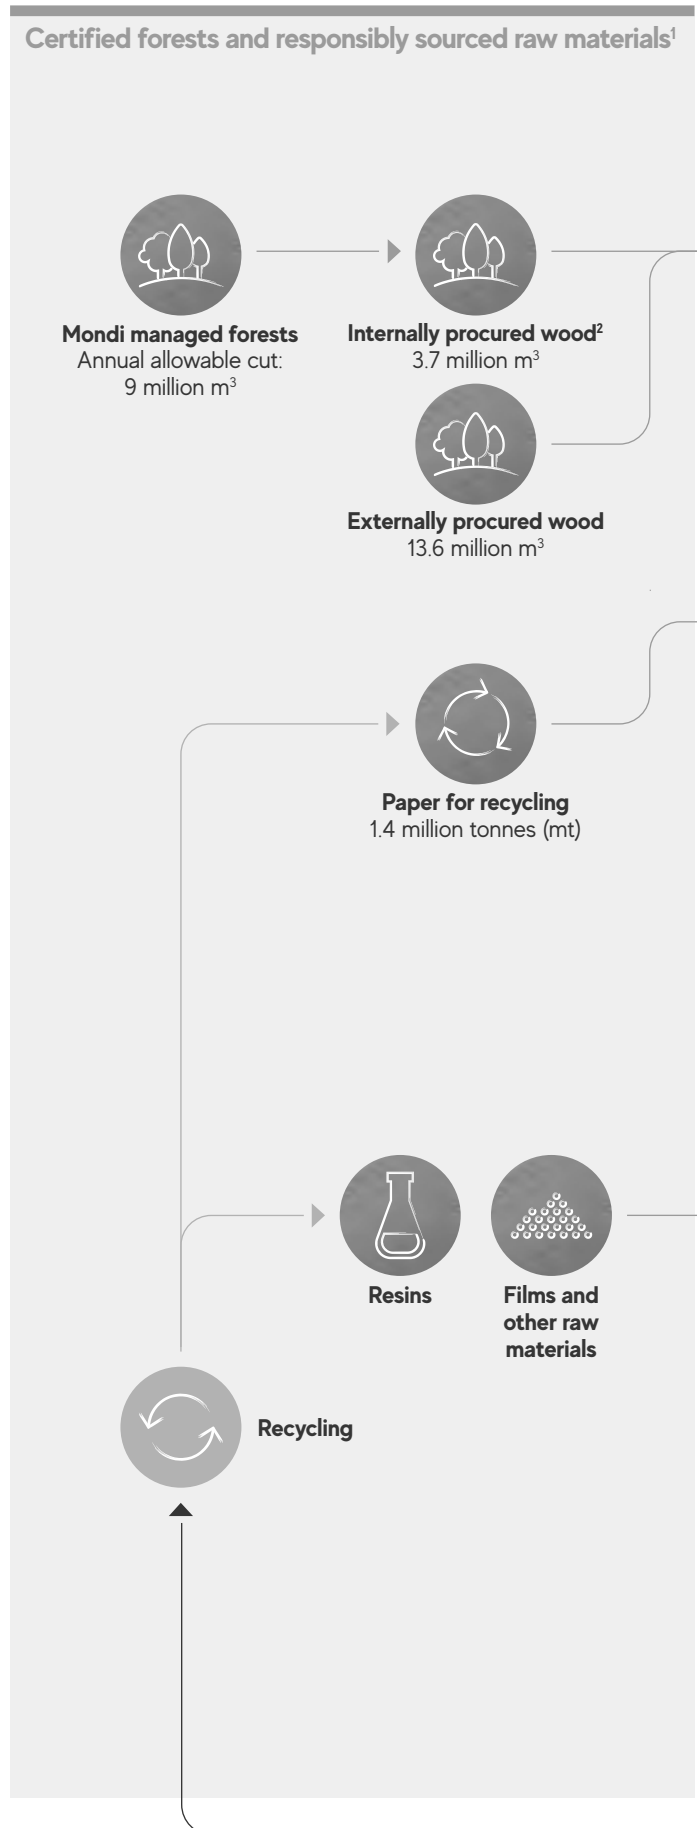 Certified forests and responsibly sourced raw materials¹
Mondi managed forests
Annual allowable cut:
9 million m³
Internally procured wood²
3.7 million m³
Externally procured wood
13.6 million m³
Paper for recycling
1.4 million tonnes (mt)
Resins
Films and
other raw
materials
Recycling